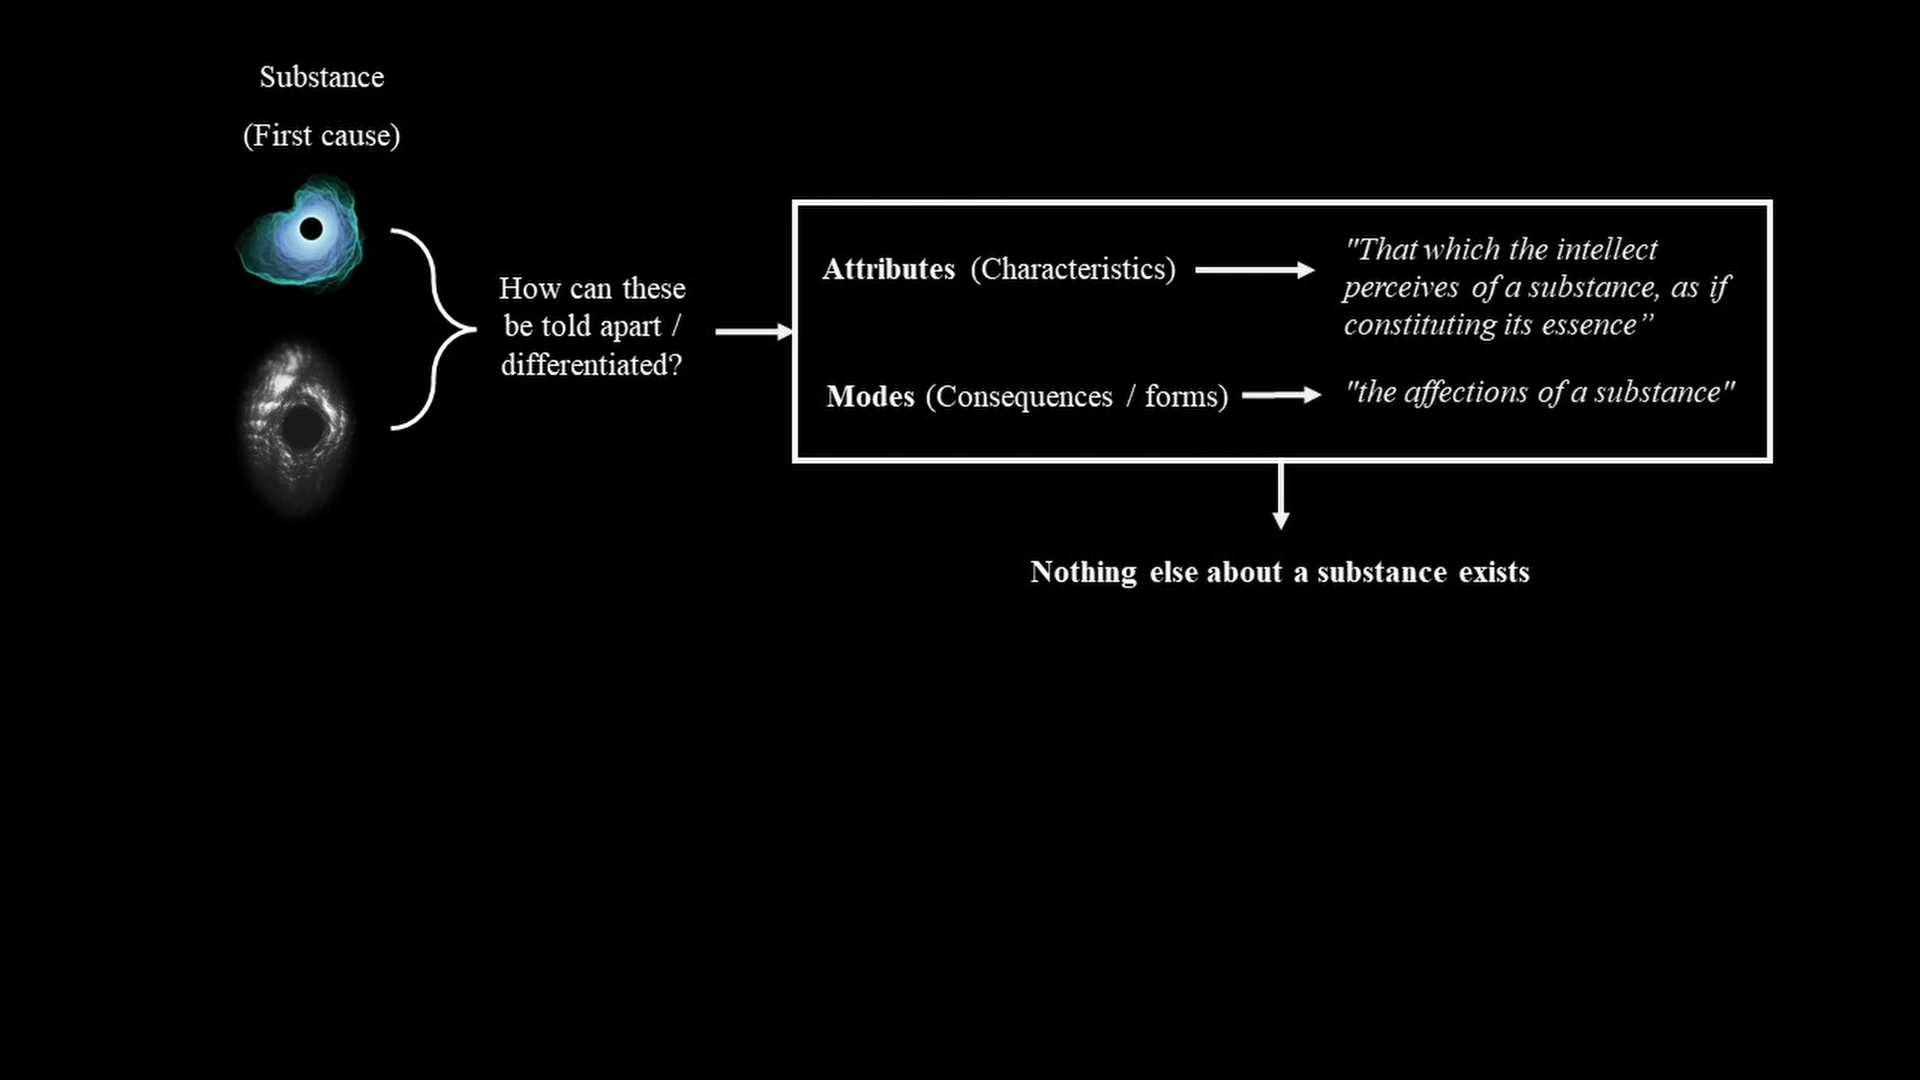 Substance
(First cause)
How can these
be told apart /
differentiated?
Attributes (Characteristics)
"That which the intellect
perceives of a substance, as if
constituting its essence”
Modes (Consequences / forms)
"the affections of a substance"
Nothing else about a substance exists